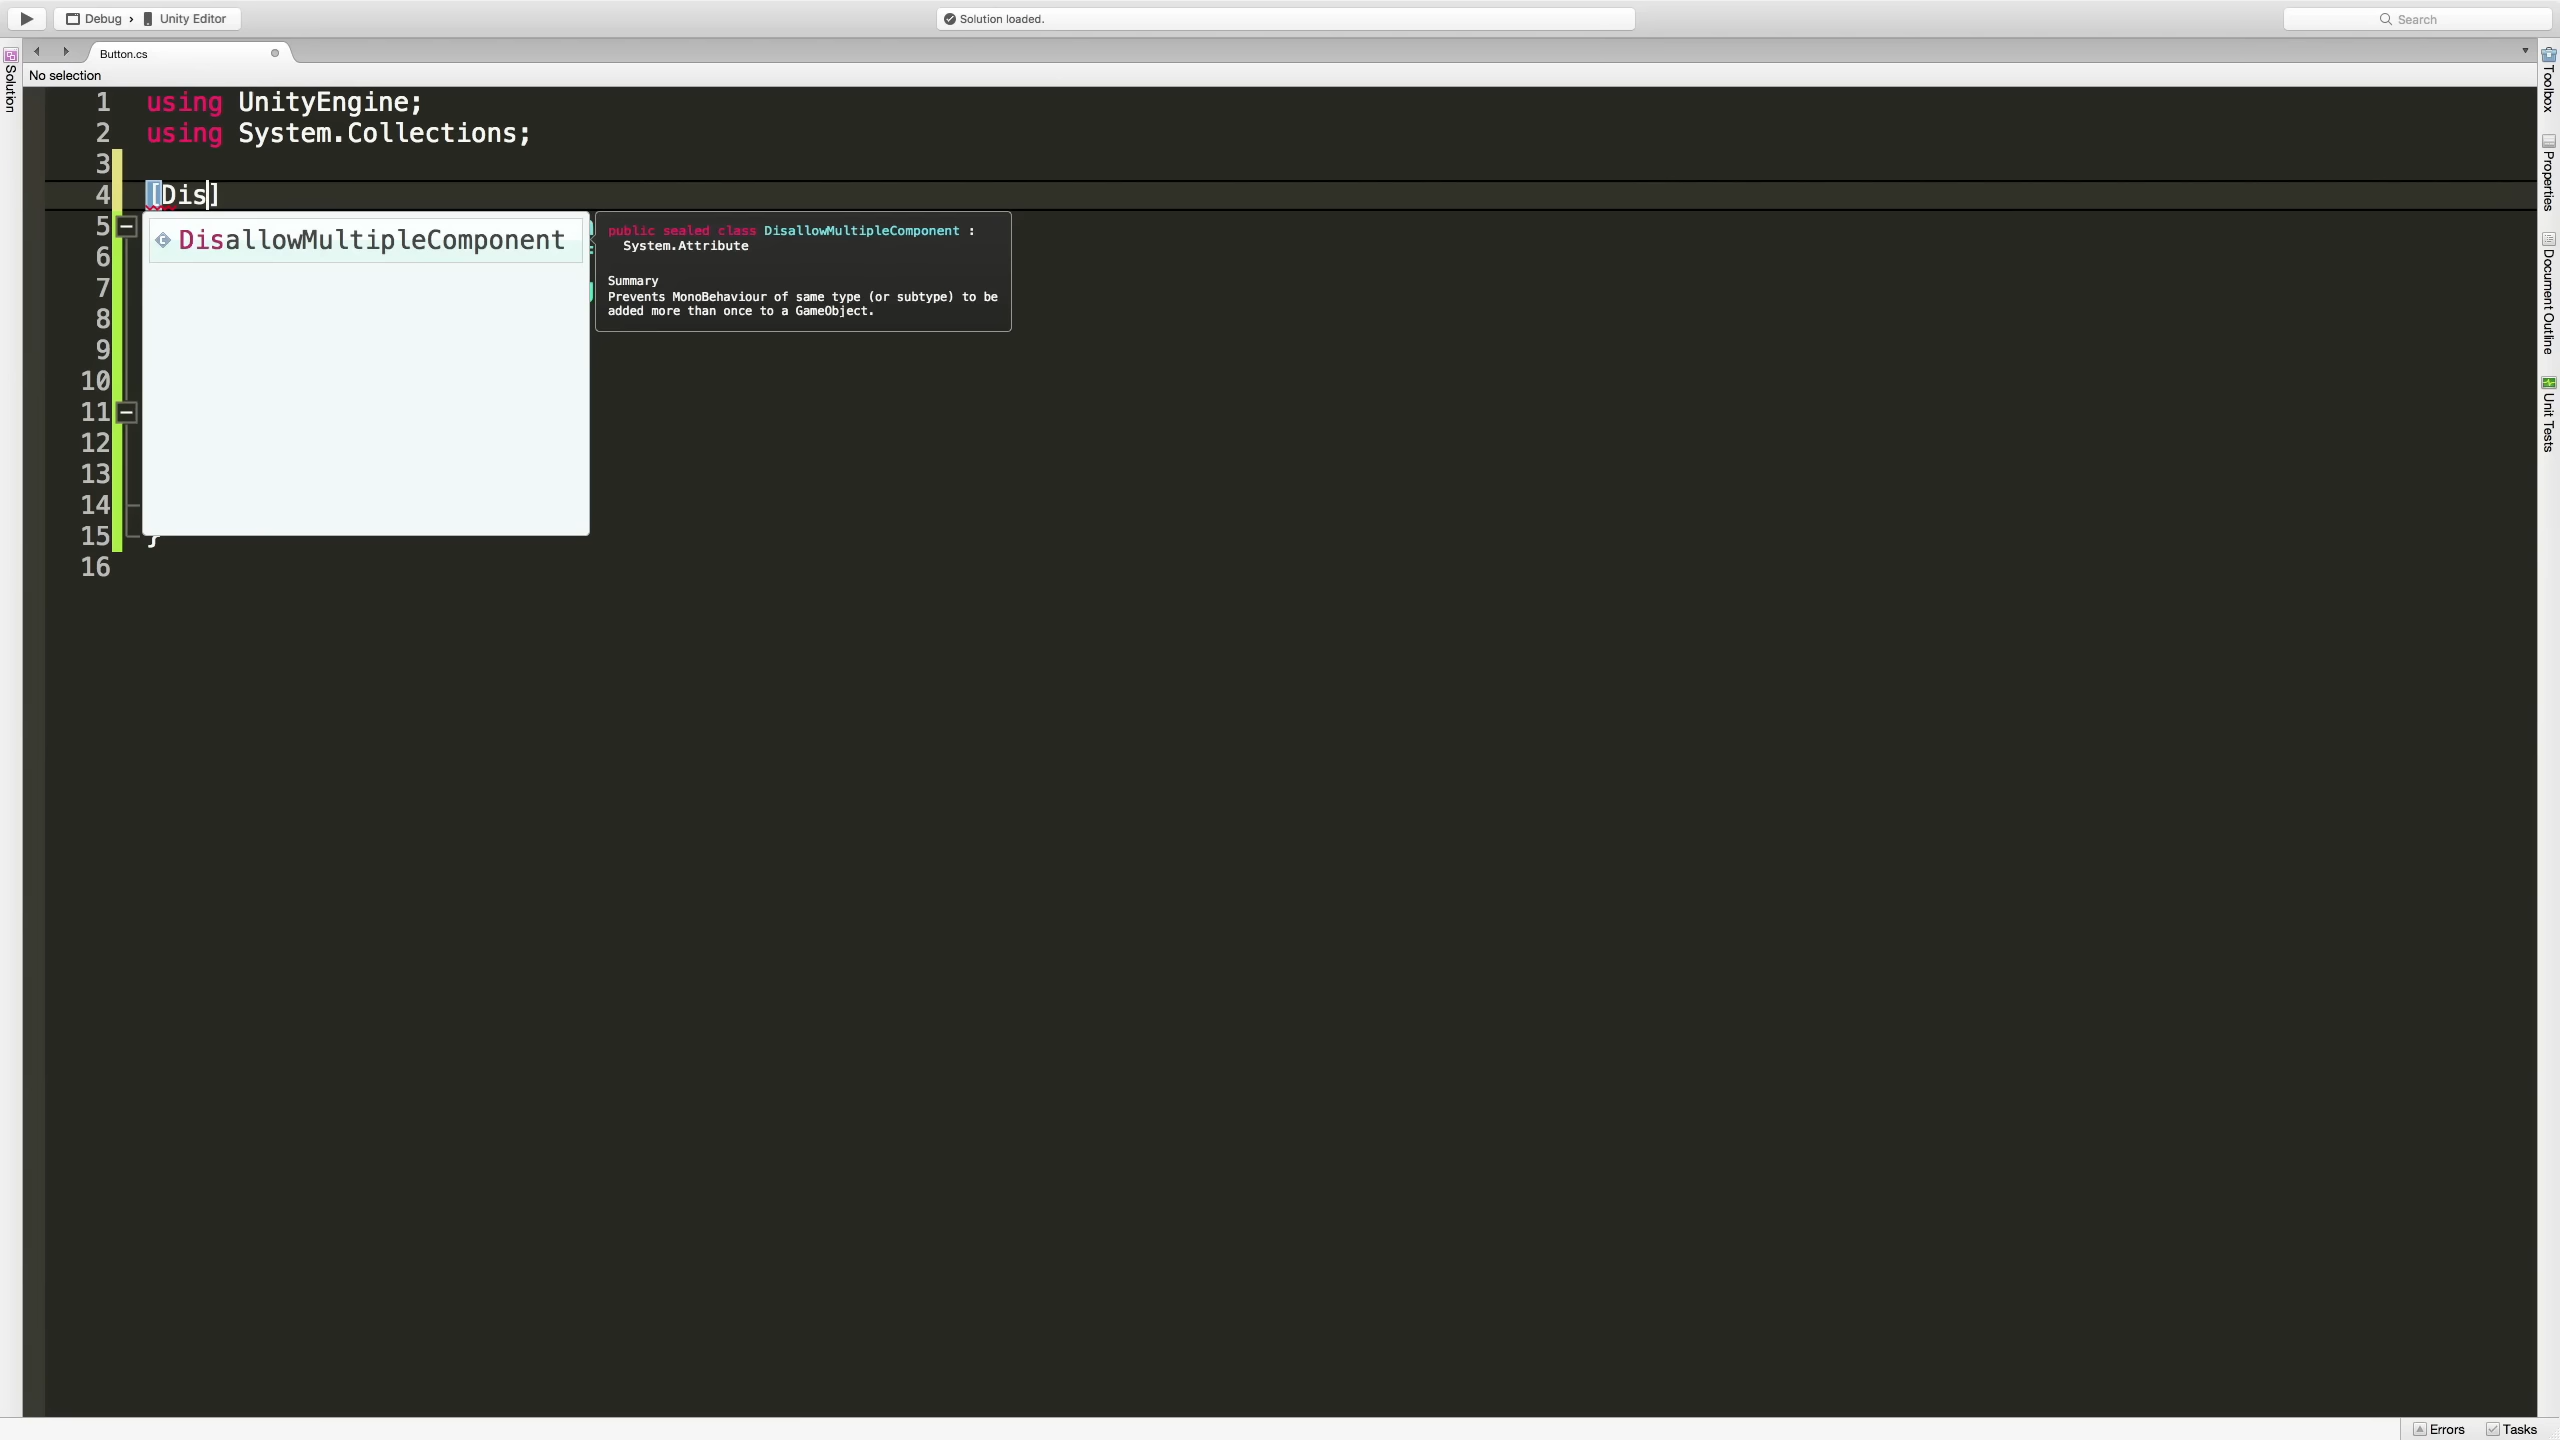 Debug › Unity Editor
Solution loaded.
Search
Button.cs
No selection
Solution
1 using UnityEngine;
2 using System.Collections;
3
4 [Dis]
5
6
7
8
9
10
11
12
13
14
15 }
16
DisallowMultipleComponent
public sealed class DisallowMultipleComponent :
System.Attribute
Summary
Prevents MonoBehaviour of same type (or subtype) to be
added more than once to a GameObject.
Toolbox
Properties
Document Outline
Unit Tests
Errors Tasks